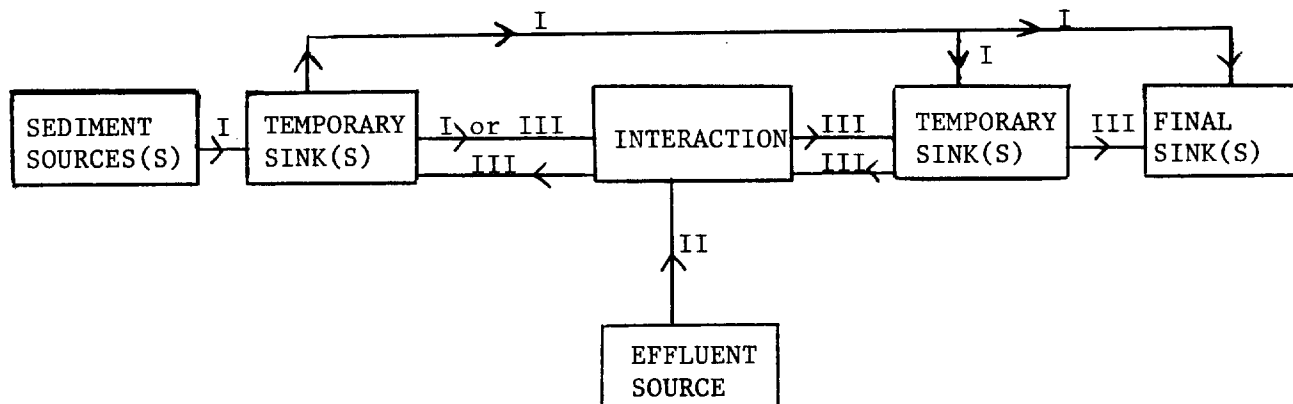 I
I
I
SEDIMENT
SOURCES(S)
I
TEMPORARY
SINK(S)
I or III
III
INTERACTION
III
III
TEMPORARY
SINK(S)
III
FINAL
SINK(S)
II
EFFLUENT
SOURCE